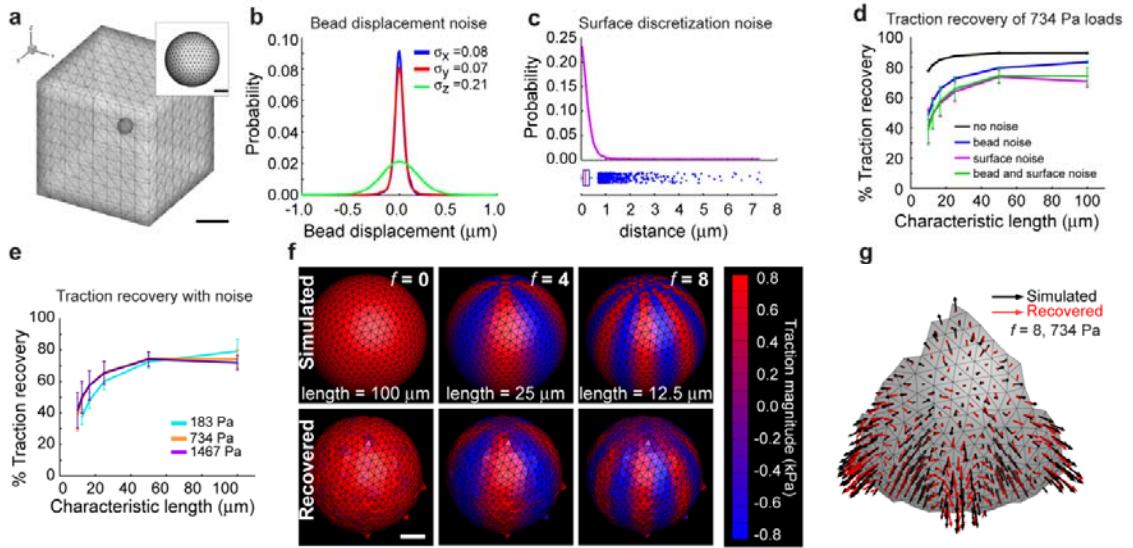 a
z
x
y
b
Bead displacement noise
Probability
0.10
0.08
0.06
0.04
0.02
0.00
-1.0
-0.5
0.0
0.5
1.0
Bead displacement (μm)
σx=0.08
σy=0.07
σz=0.21
c
Surface discretization noise
Probability
0.25
0.20
0.15
0.10
0.05
0.00
0 1 2 3 4 5 6 7 8
distance (μm)
d
Traction recovery of 734 Pa loads
% Traction recovery
100
80
60
40
20
0
0 20 40 60 80 100
Characteristic length (μm)
no noise
bead noise
surface noise
bead and surface noise
e
Traction recovery with noise
% Traction recovery
100
80
60
40
20
0
0 20 40 60 80 100
Characteristic length (μm)
183 Pa
734 Pa
1467 Pa
f
Simulated
f = 0
f = 4
f = 8
length = 100 μm
length = 25 μm
length = 12.5 μm
Recovered
Traction magnitude (kPa)
0.8
0.6
0.4
0.2
0.0
-0.2
-0.4
-0.6
-0.8
g
Simulated
Recovered
f = 8, 734 Pa